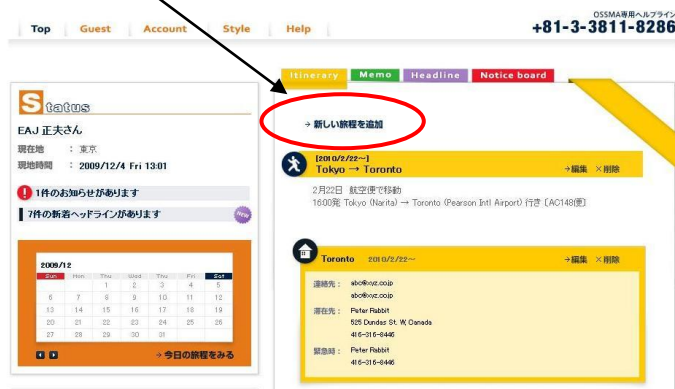 Top Guest Account Style Help
OSSMA専用ヘルプライン
+81-3-3811-8286
Itinerary Memo Headline Notice board
Status
EAJ 正夫さん
現在地 : 東京
現地時間 : 2009/12/4 Fri 13:01
1件のお知らせがあります
7件の新着ヘッドラインがあります
NEW
2009/12
Sun Mon Thu Wed Thu Fri Sat
1 2 3 4 5
6 7 8 9 10 11 12
13 14 15 16 17 18 19
20 21 22 23 24 25 26
27 28 29 30 31
→ 今日の旅程をみる
→ 新しい旅程を追加
[2010/2/22～]
Tokyo → Toronto
→編集 ×削除
2月22日 航空便で移動
16:00発 Tokyo (Narita) → Toronto (Pearson Intl Airport) 行き [AC148便]
Toronto 2010/2/22～
→編集 ×削除
連絡先： abc@xyz.co.jp
abc@xyz.co.jp
滞在先： Peter Rabbit
525 Dundas St. W, Canada
416-316-6446
緊急時： Peter Rabbit
416-316-6446